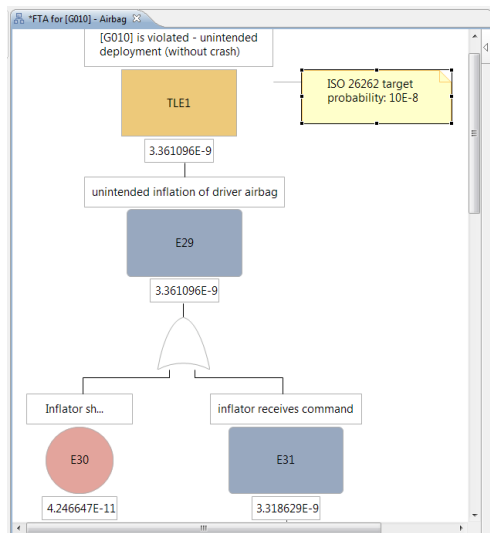 *FTA for [G010] - Airbag
[G010] is violated - unintended
deployment (without crash)
ISO 26262 target
probability: 10E-8
TLE1
3.361096E-9
unintended inflation of driver airbag
E29
3.361096E-9
Inflator sh...
inflator receives command
E30
E31
4.246647E-11
3.318629E-9